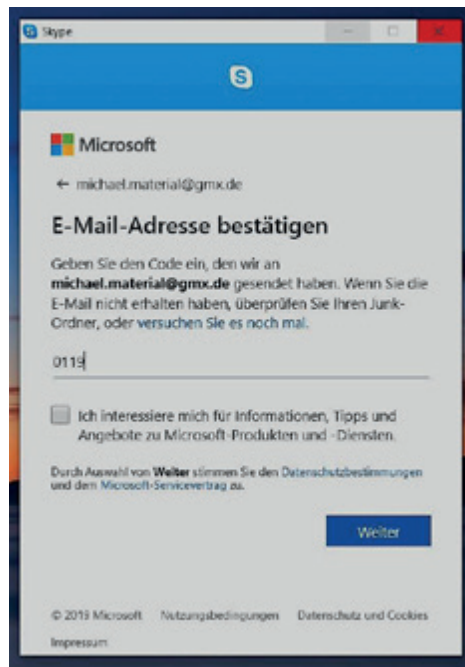 Skype
Microsoft
← michael.material@gmx.de
E-Mail-Adresse bestätigen
Geben Sie den Code ein, den wir an
michael.material@gmx.de gesendet haben. Wenn Sie die
E-Mail nicht erhalten haben, überprüfen Sie Ihren Junk-
Ordner, oder versuchen Sie es noch mal.
0119
Ich interessiere mich für Informationen, Tipps und
Angebote zu Microsoft-Produkten und -Diensten.
Durch Auswahl von Weiter stimmen Sie den Datenschutzbestimmungen
und dem Microsoft-Servicevertrag zu.
Weiter
© 2019 Microsoft Nutzungsbedingungen Datenschutz und Cookies
Impressum